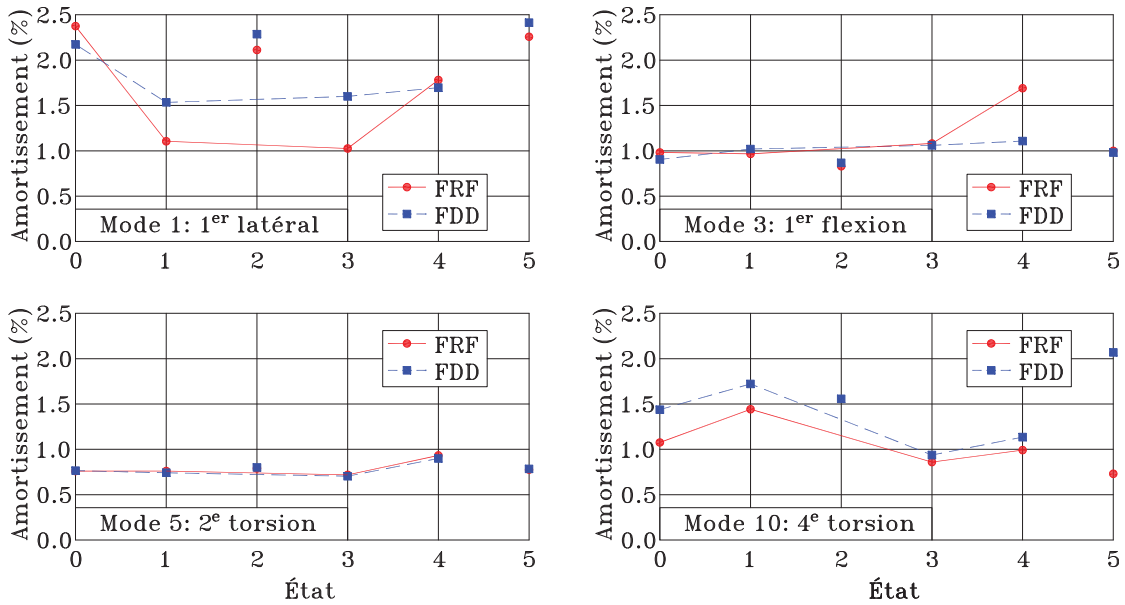 Amortissement (%)
2.5
2.0
1.5
1.0
0.5
0.0
FRF
FDD
Mode 1: 1er latéral
0 1 2 3 4 5
Amortissement (%)
2.5
2.0
1.5
1.0
0.5
0.0
FRF
FDD
Mode 3: 1er flexion
0 1 2 3 4 5
Amortissement (%)
2.5
2.0
1.5
1.0
0.5
0.0
FRF
FDD
Mode 5: 2e torsion
0 1 2 3 4 5
État
Amortissement (%)
2.5
2.0
1.5
1.0
0.5
0.0
FRF
FDD
Mode 10: 4e torsion
0 1 2 3 4 5
État